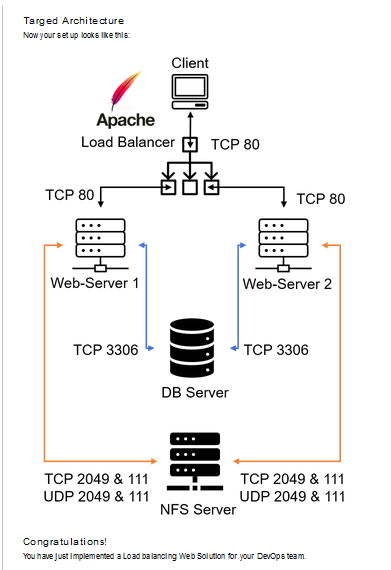 Targed Architecture
Now your setup looks like this:
Client
Apache
Load Balancer
TCP 80
TCP 80
TCP 80
Web-Server 1
Web-Server 2
TCP 3306
TCP 3306
DB Server
TCP 2049 & 111
UDP 2049 & 111
TCP 2049 & 111
UDP 2049 & 111
NFS Server
Congratulations!
You have just implemented a Load balancing Web Solution for your DevOps team.